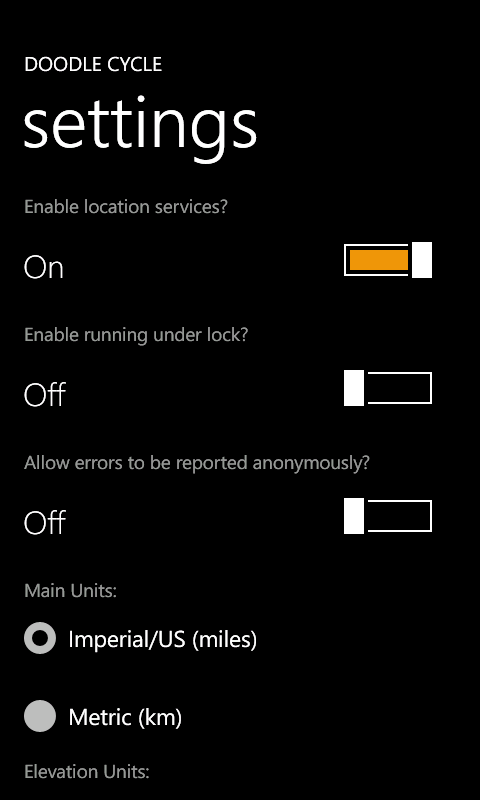 DOODLE CYCLE
settings
Enable location services?
On
Enable running under lock?
Off
Allow errors to be reported anonymously?
Off
Main Units:
Imperial/US (miles)
Metric (km)
Elevation Units: